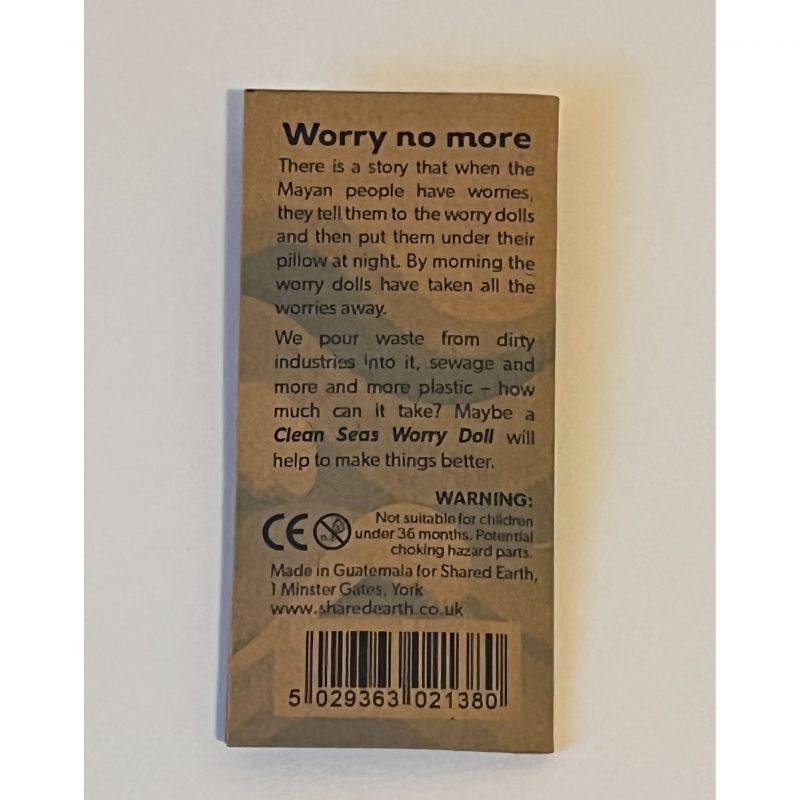 Worry no more
There is a story that when the
Mayan people have worries,
they tell them to the worry dolls
and then put them under their
pillow at night. By morning the
worry dolls have taken all the
worries away.
We pour waste from dirty
industries into it, sewage and
more and more plastic – how
much can it take? Maybe a
Clean Seas Worry Doll will
help to make things better.
WARNING:
CE
Not suitable for children
under 36 months. Potential
choking hazard parts.
Made in Guatemala for Shared Earth,
1 Minster Gates, York
www.sharedearth.co.uk
5 029363 021380